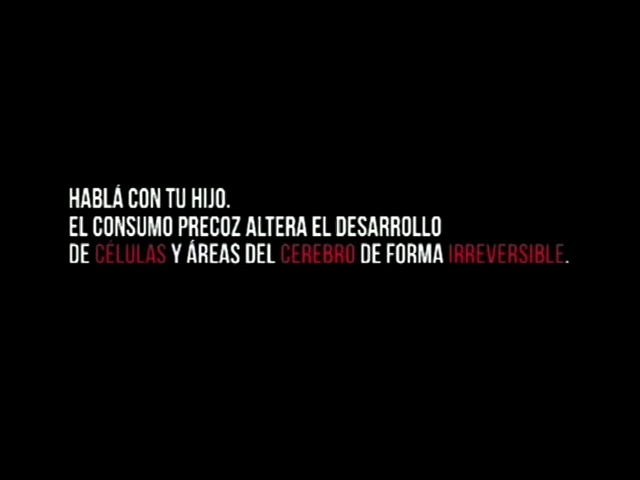 HABLÁ CON TU HIJO.
EL CONSUMO PRECOZ ALTERA EL DESARROLLO
DE CÉLULAS Y ÁREAS DEL CEREBRO DE FORMA IRREVERSIBLE.